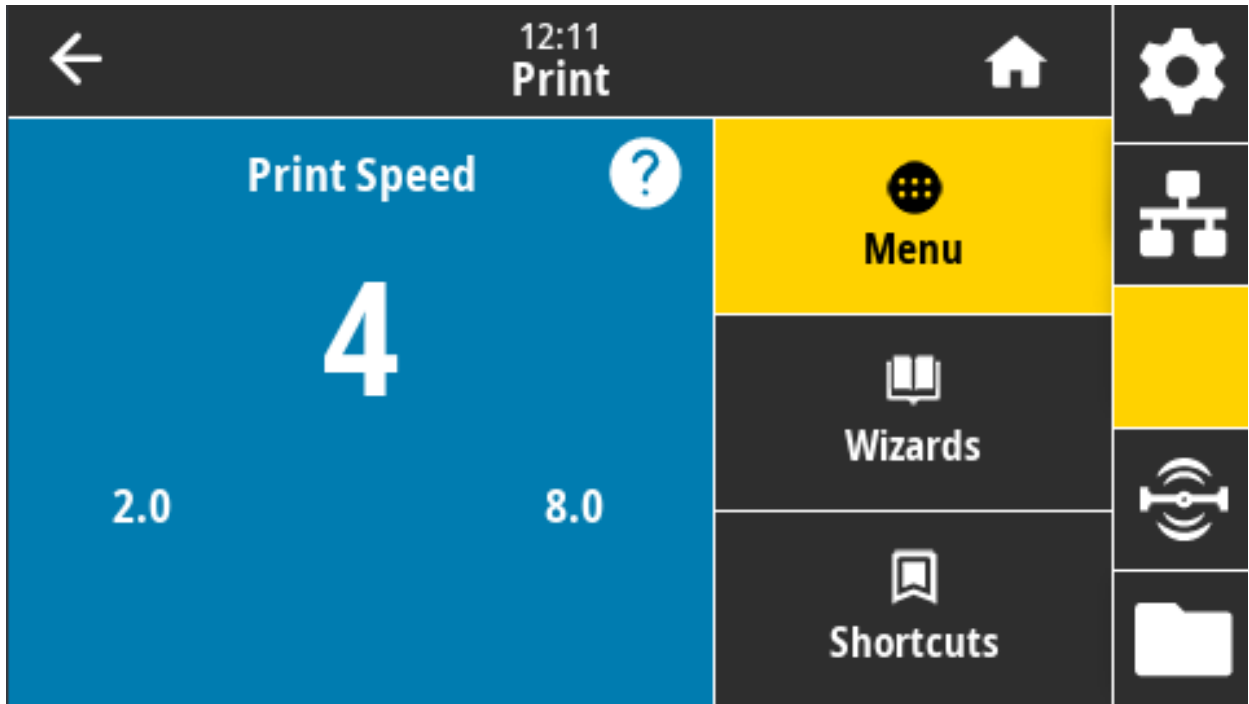 12:11
Print
Print Speed
?
4
2.0
8.0
Menu
Wizards
Shortcuts